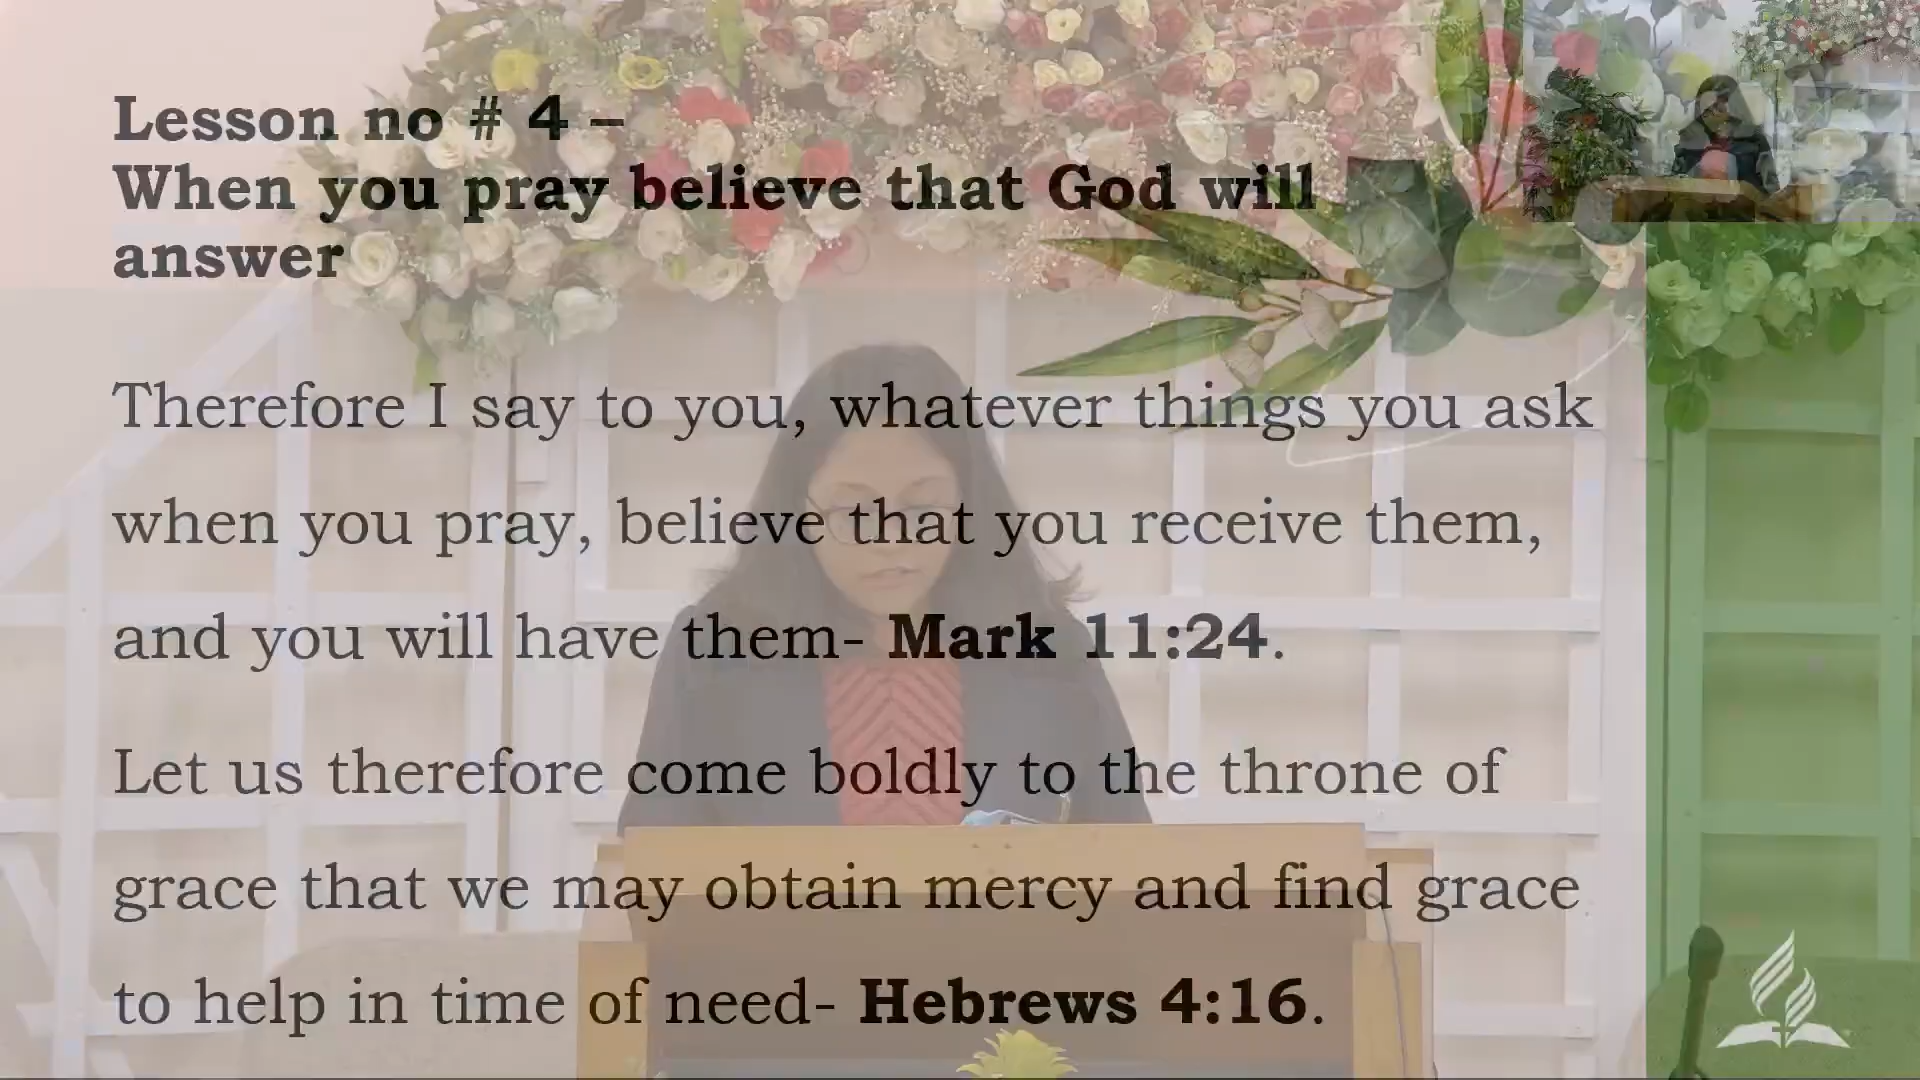 Lesson no # 4 –
When you pray believe that God will
answer
Therefore I say to you, whatever things you ask
when you pray, believe that you receive them,
and you will have them- Mark 11:24.
Let us therefore come boldly to the throne of
grace that we may obtain mercy and find grace
to help in time of need- Hebrews 4:16.